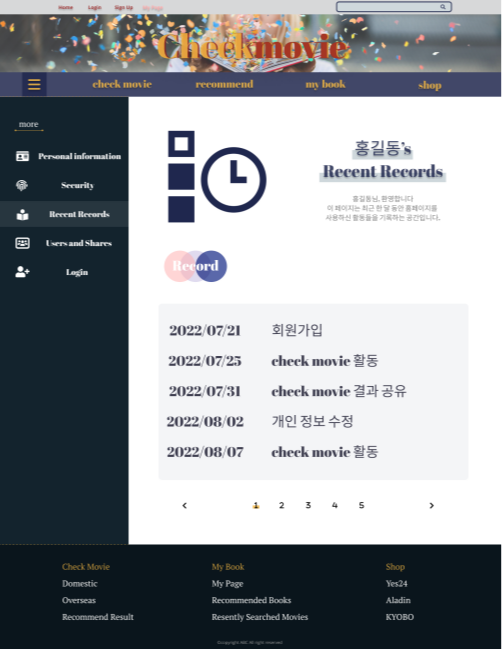 Home Login Sign Up My Page
Checkmovie
check movie recommend my book shop
more
Personal information
Security
Recent Records
Users and Shares
Login
홍길동's
Recent Records
홍길동님, 환영합니다
이 페이지는 최근 한 달 동안 홈페이지를
사용하신 활동들을 기록하는 공간입니다.
Record
2022/07/21 회원가입
2022/07/25 check movie 활동
2022/07/31 check movie 결과 공유
2022/08/02 개인 정보 수정
2022/08/07 check movie 활동
< 1 2 3 4 5 >
Check Movie My Book Shop
Domestic My Page Yes24
Overseas Recommended Books Aladin
Recommend Result Resently Searched Movies KYOBO
All right reserved